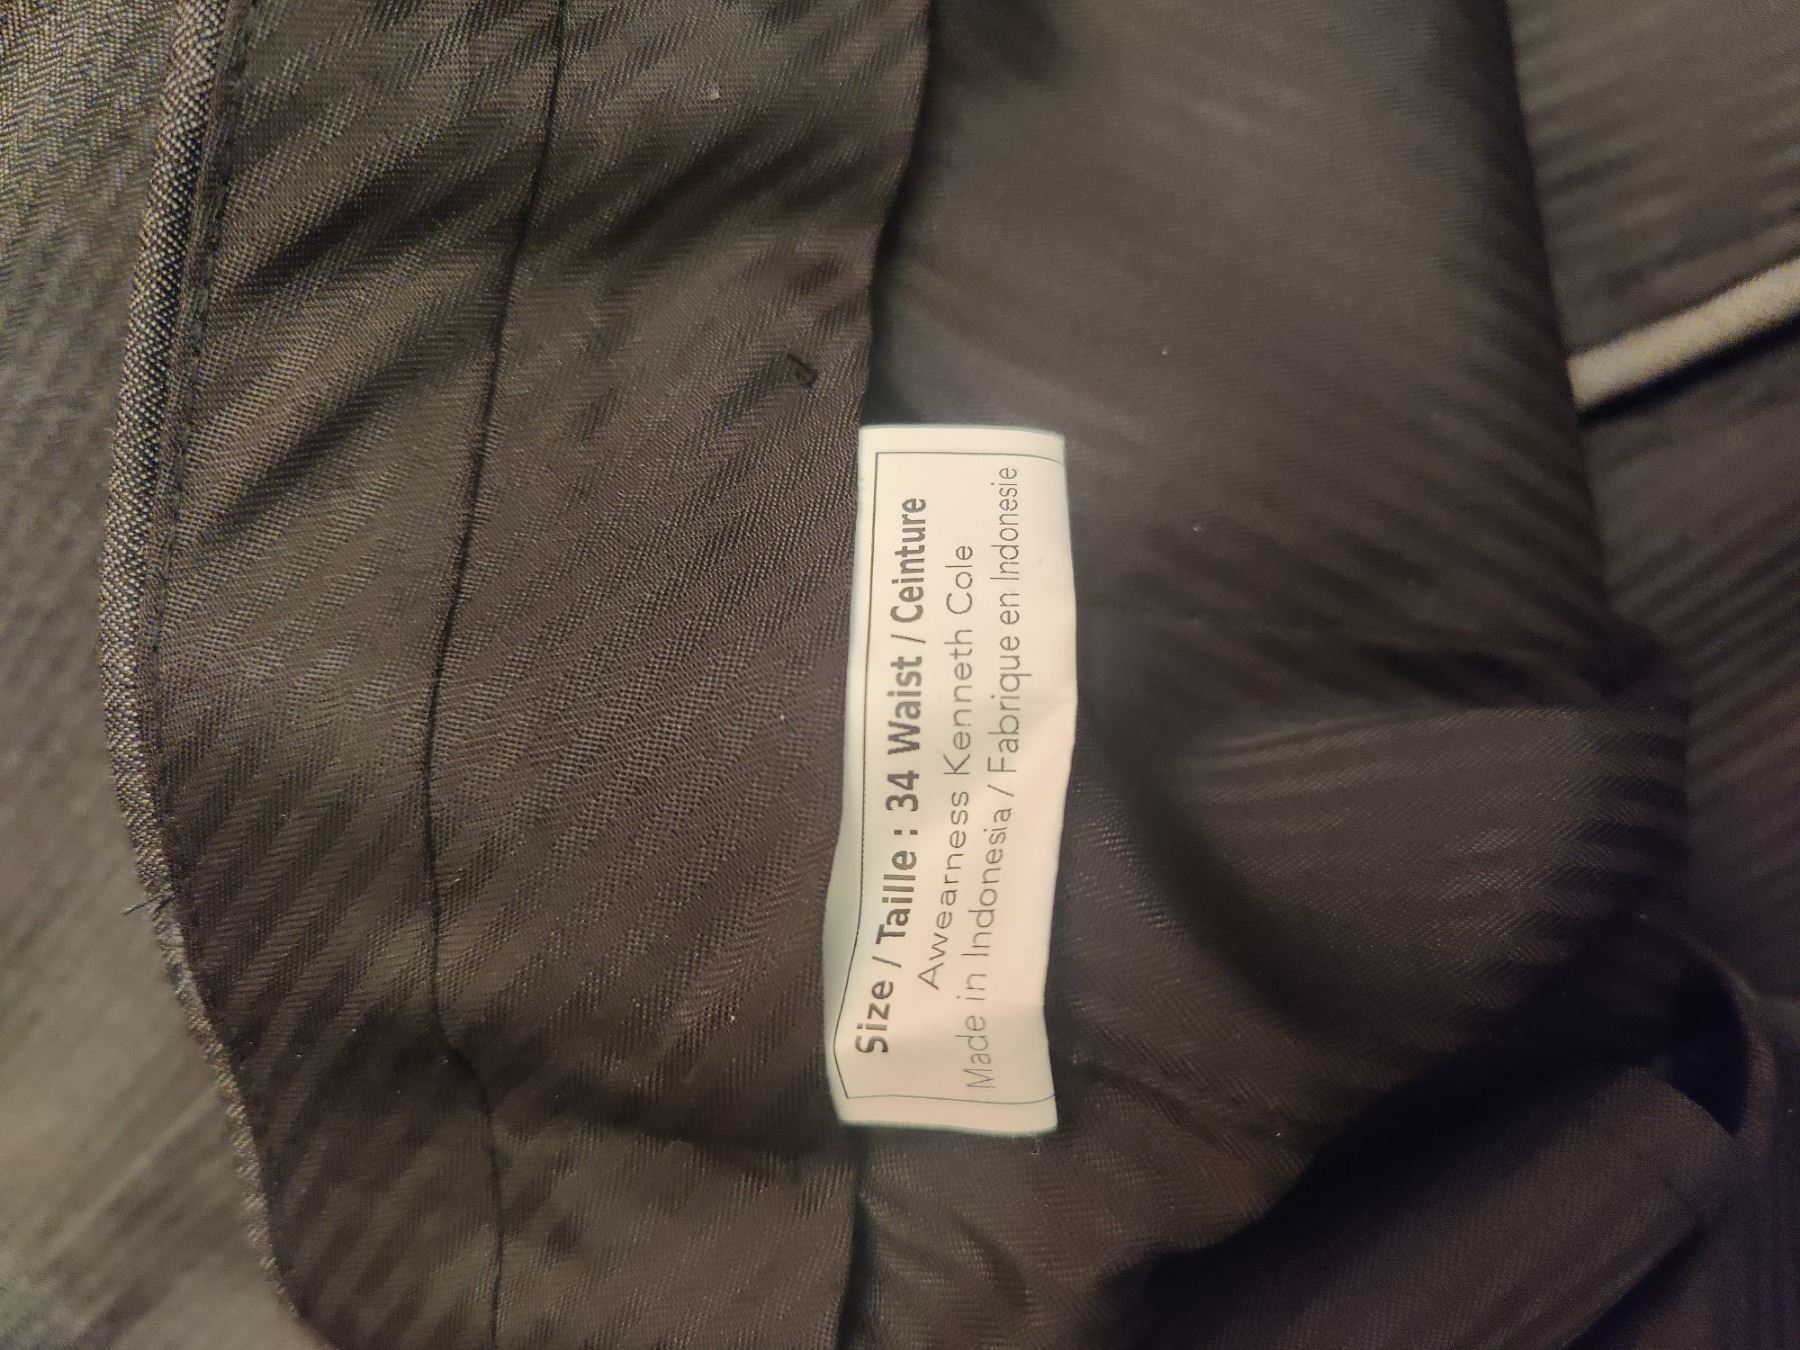 Size / Taille : 34 Waist / Ceinture
Awearness Kenneth Cole
Made in Indonesia / Fabrique en Indonesie